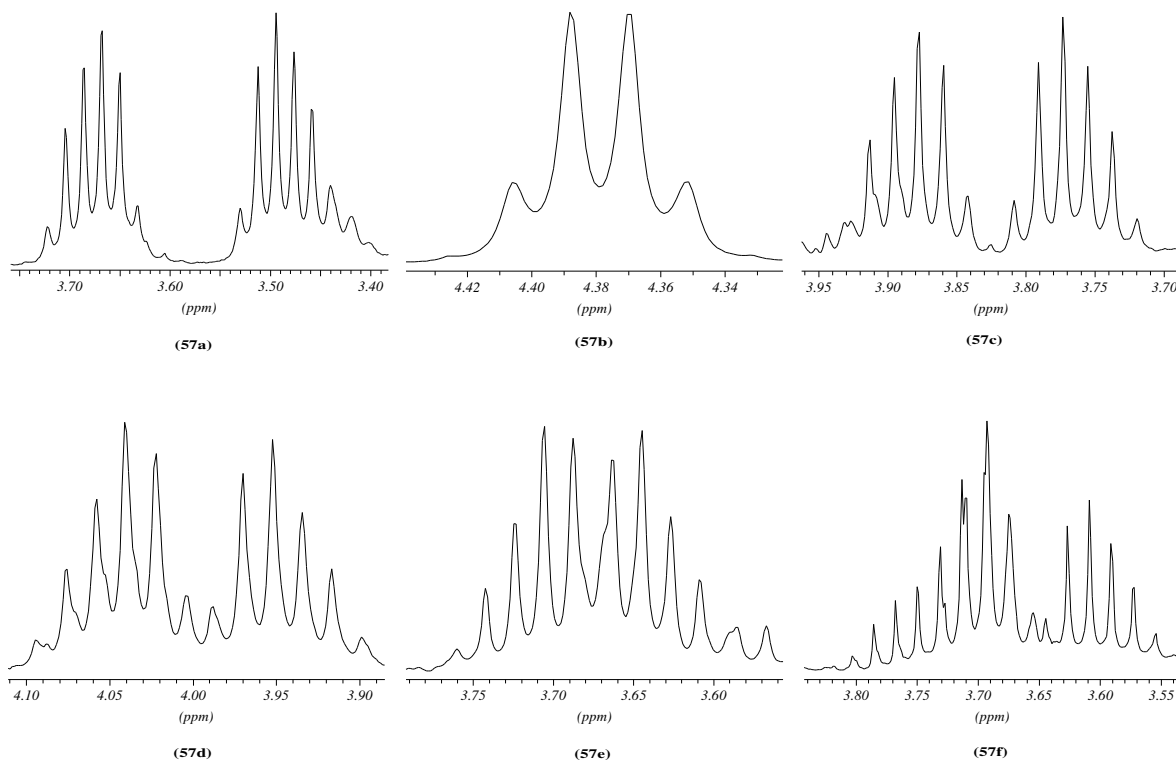 3.70 3.60 3.50 3.40
(ppm)
(57a)
4.42 4.40 4.38 4.36 4.34
(ppm)
(57b)
3.95 3.90 3.85 3.80 3.75 3.70
(ppm)
(57c)
4.10 4.05 4.00 3.95 3.90
(ppm)
(57d)
3.75 3.70 3.65 3.60
(ppm)
(57e)
3.80 3.75 3.70 3.65 3.60 3.55
(ppm)
(57f)